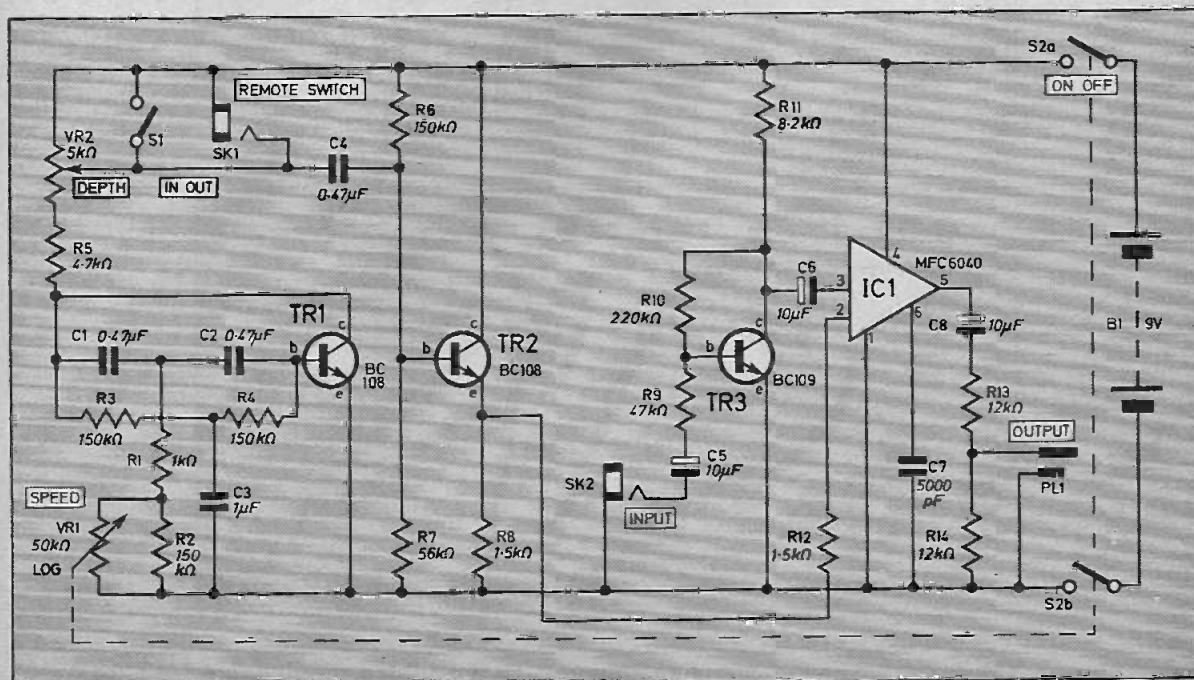 S2a
ON OFF
REMOTE SWITCH
R11
8·2kΩ
R6
150kΩ
VR2
5kΩ
S1
SK1
C4
0·47μF
DEPTH
IN OUT
R5
4·7kΩ
C6
10μF
3
2
IC1
4
MFC6040
5
6
1
C8
10μF
B1
9V
R10
220kΩ
C1
0·47μF
C2
0·47μF
TR1
c
b
e
BC
108
TR2
c
b
e
BC108
c
b
e
BC109
TR3
R9
47kΩ
R3
150kΩ
R4
150kΩ
R13
12kΩ
OUTPUT
PL1
R1
1kΩ
C5
10μF
SK2
INPUT
C7
5000
pF
SPEED
VR1
50kΩ
LOG
R2
150
kΩ
C3
1μF
R7
56kΩ
R8
1·5kΩ
R12
1·5kΩ
R14
12kΩ
S2b